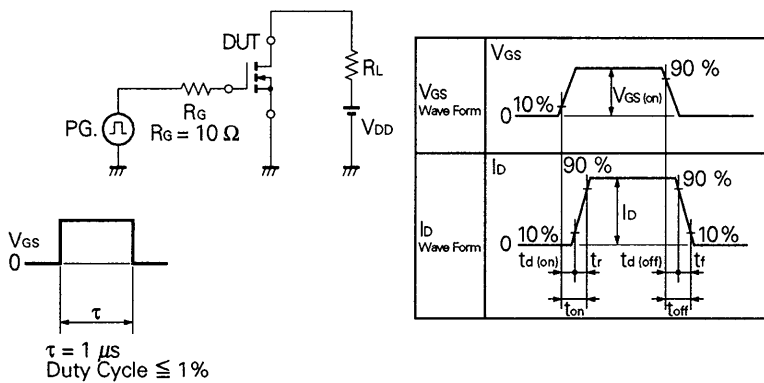 DUT
RL
RG
PG.
RG = 10 Ω
VDD
VGS
0
τ
τ = 1 μs
Duty Cycle ≦ 1%
VGS
Wave Form
VGS
90 %
VGS (on)
10%
0
ID
Wave Form
ID
90 %
90 %
ID
10%
10%
0
td (on)
tr
td (off)
tf
ton
toff